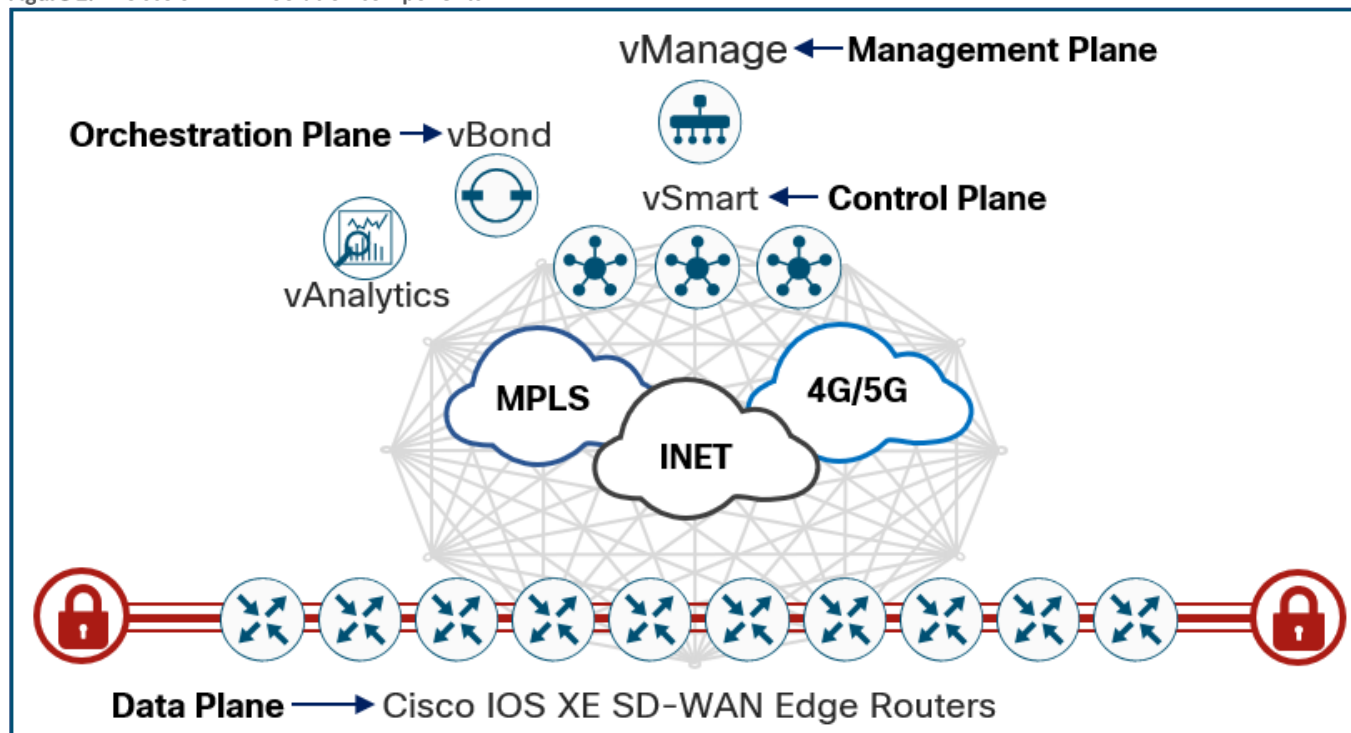 vManage Management Plane
Orchestration Plane vBond
vSmart Control Plane
vAnalytics
MPLS
4G/5G
INET
Data Plane Cisco IOS XE SD-WAN Edge Routers